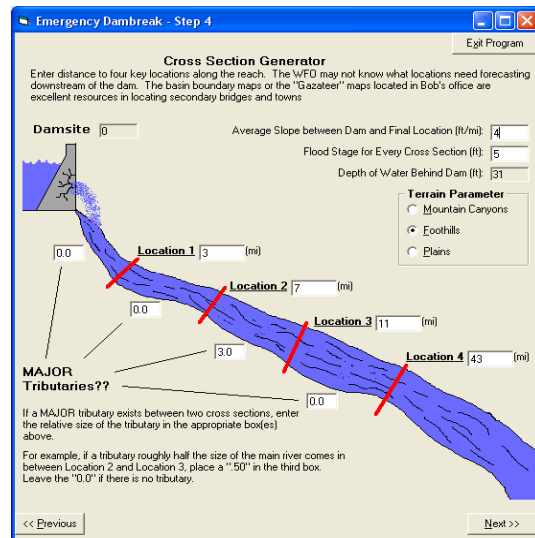 Emergency Dambreak - Step 4
Exit Program
Cross Section Generator
Enter distance to four key locations along the reach. The WFO may not know what locations need forecasting
downstream of the dam. The basin boundary maps or the "Gazateer" maps located in Bob's office are
excellent resources in locating secondary bridges and towns
Damsite 0
Average Slope between Dam and Final Location (ft/mi): 4
Flood Stage for Every Cross Section (ft): 5
Depth of Water Behind Dam (ft): 31
Terrain Parameter
Mountain Canyons
Foothills
Plains
0.0
Location 1 3 (mi)
Location 2 7 (mi)
0.0
Location 3 11 (mi)
3.0
Location 4 43 (mi)
MAJOR
Tributaries??
0.0
If a MAJOR tributary exists between two cross sections, enter
the relative size of the tributary in the appropriate box(es)
above.
For example, if a tributary roughly half the size of the main river comes in
between Location 2 and Location 3, place a ".50" in the third box.
Leave the "0.0" if there is no tributary.
<< Previous
Next >>